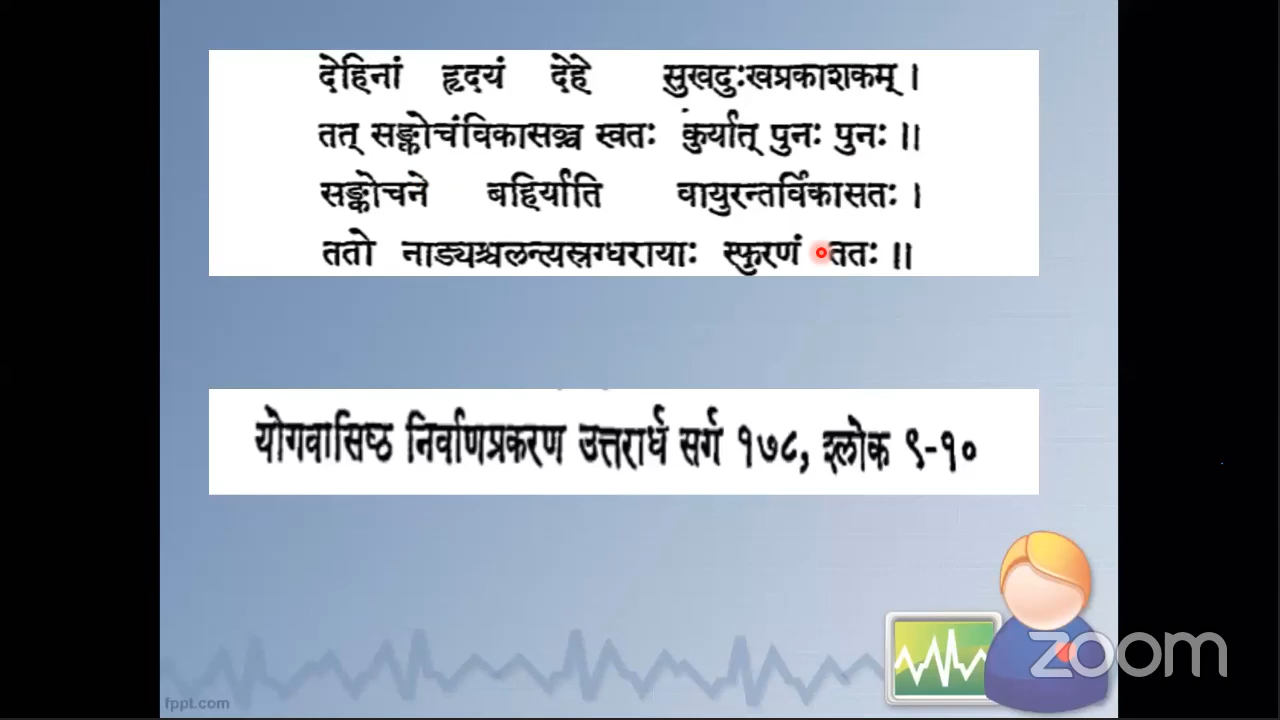 देहिनां हृदयं देहे सुखदुःखप्रकाशकम् ।
तत् सङ्कोचंविकासञ्च स्वतः कुर्यात् पुनः पुनः ॥
सङ्कोचने बहिर्याति वायुरन्तर्विकासतः ।
ततो नाड्यश्चलन्त्यस्रग्धरायाः स्फुरणं ततः ॥
योगवासिष्ठ निर्वाणप्रकरण उत्तरार्ध सर्ग १७८, श्लोक ९-१०
zoom
fppt.com